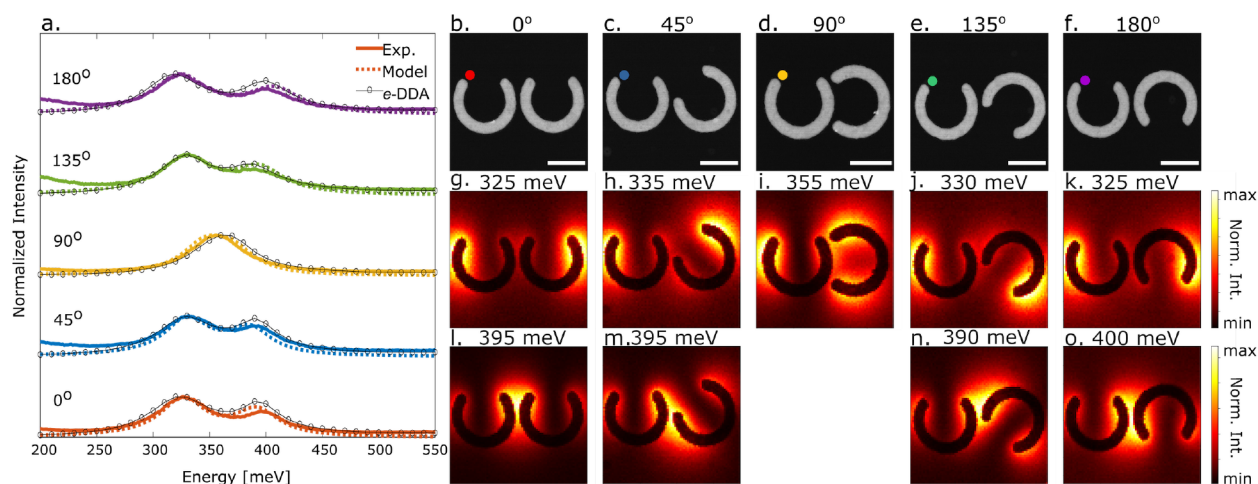 a.
Normalized Intensity
180°
135°
90°
45°
0°
Exp.
Model
e-DDA
200 250 300 350 400 450 500 550
Energy [meV]
b. 0°
c. 45°
d. 90°
e. 135°
f. 180°
g. 325 meV
h. 335 meV
i. 355 meV
j. 330 meV
k. 325 meV
max
Norm. Int.
min
l. 395 meV
m. 395 meV
n. 390 meV
o. 400 meV
max
Norm. Int.
min